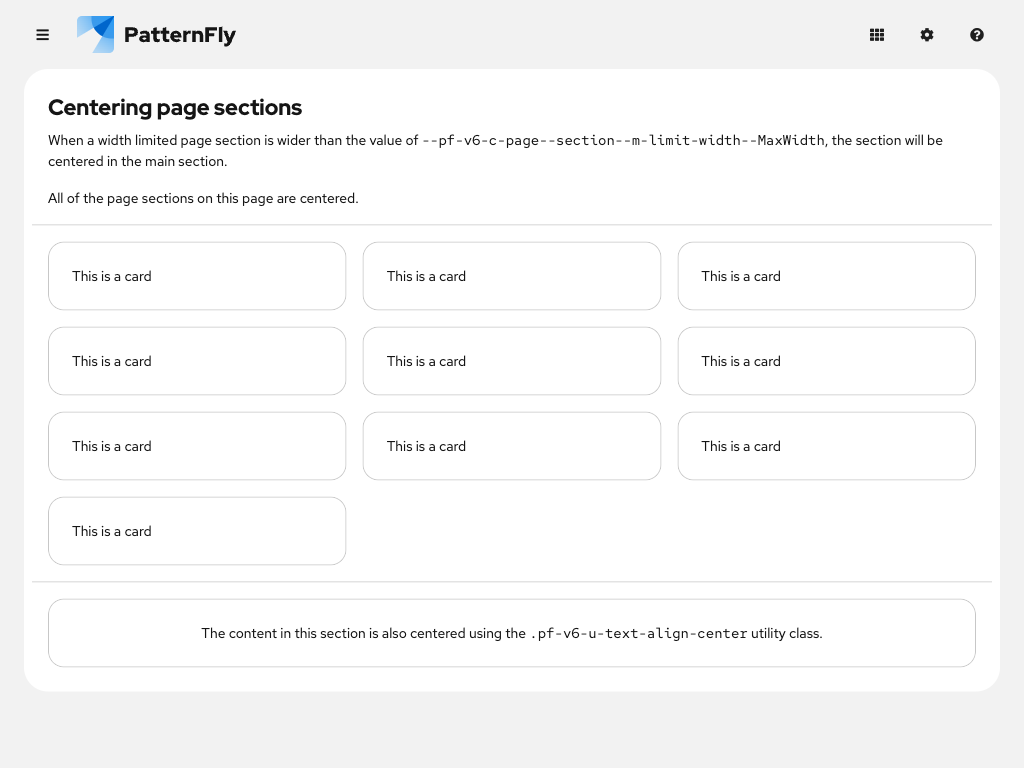 PatternFly
Centering page sections
When a width limited page section is wider than the value of --pf-v6-c-page--section--m-limit-width--MaxWidth, the section will be
centered in the main section.
All of the page sections on this page are centered.
This is a card
This is a card
This is a card
This is a card
This is a card
This is a card
This is a card
This is a card
This is a card
This is a card
The content in this section is also centered using the .pf-v6-u-text-align-center utility class.